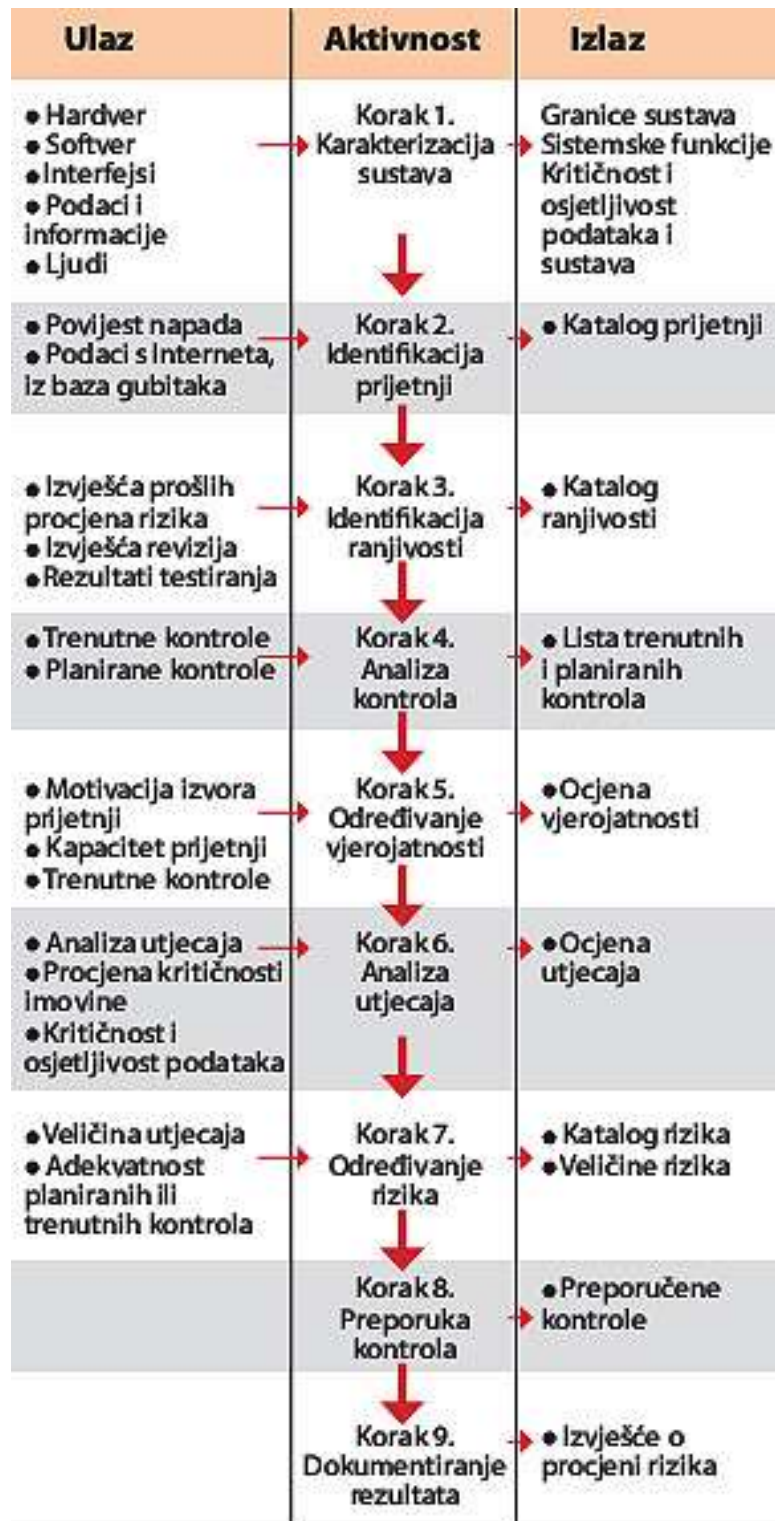 Ulaz
Aktivnost
Izlaz
● Hardver
● Softver
● Interfejsi
● Podaci i
informacije
● Ljudi
Korak 1.
Karakterizacija
sustava
Granice sustava
Sistemske funkcije
Kritičnost i
osjetljivost
podataka i
sustava
● Povijest napada
● Podaci s Interneta,
iz baza gubitaka
Korak 2.
Identifikacija
prijetnji
● Katalog prijetnji
● Izvješća prošlih
procjena rizika
● Izvješća revizija
● Rezultati testiranja
Korak 3.
Identifikacija
ranjivosti
● Katalog
ranjivosti
● Trenutne kontrole
● Planirane kontrole
Korak 4.
Analiza
kontrola
● Lista trenutnih
i planiranih
kontrola
● Motivacija izvora
prijetnji
● Kapacitet prijetnji
● Trenutne kontrole
Korak 5.
Određivanje
vjerojatnosti
● Ocjena
vjerojatnosti
● Analiza utjecaja
● Procjena kritičnosti
imovine
● Kritičnost i
osjetljivost podataka
Korak 6.
Analiza
utjecaja
● Ocjena
utjecaja
● Veličina utjecaja
● Adekvatnost
planiranih ili
trenutnih kontrola
Korak 7.
Određivanje
rizika
● Katalog rizika
● Veličine rizika
Korak 8.
Preporuka
kontrola
● Preporučene
kontrole
Korak 9.
Dokumentiranje
rezultata
● Izvješće o
procjeni rizika